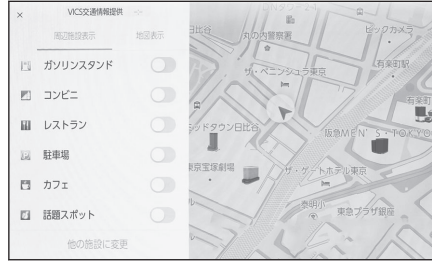 × VICS交通情報提供 -:-
周辺施設表示 地図表示
ガソリンスタンド
コンビニ
レストラン
駐車場
カフェ
話題スポット
他の施設に変更
日比谷
丸の内警察署
ビックカメラ
有楽町駅
ザ・ペニンシュラ東京
有楽町
ッドタウン日比谷
阪急MEN'S・TOKYO
東京宝塚劇場
ザ・ゲートホテル東京
泰明小
東急プラザ銀座